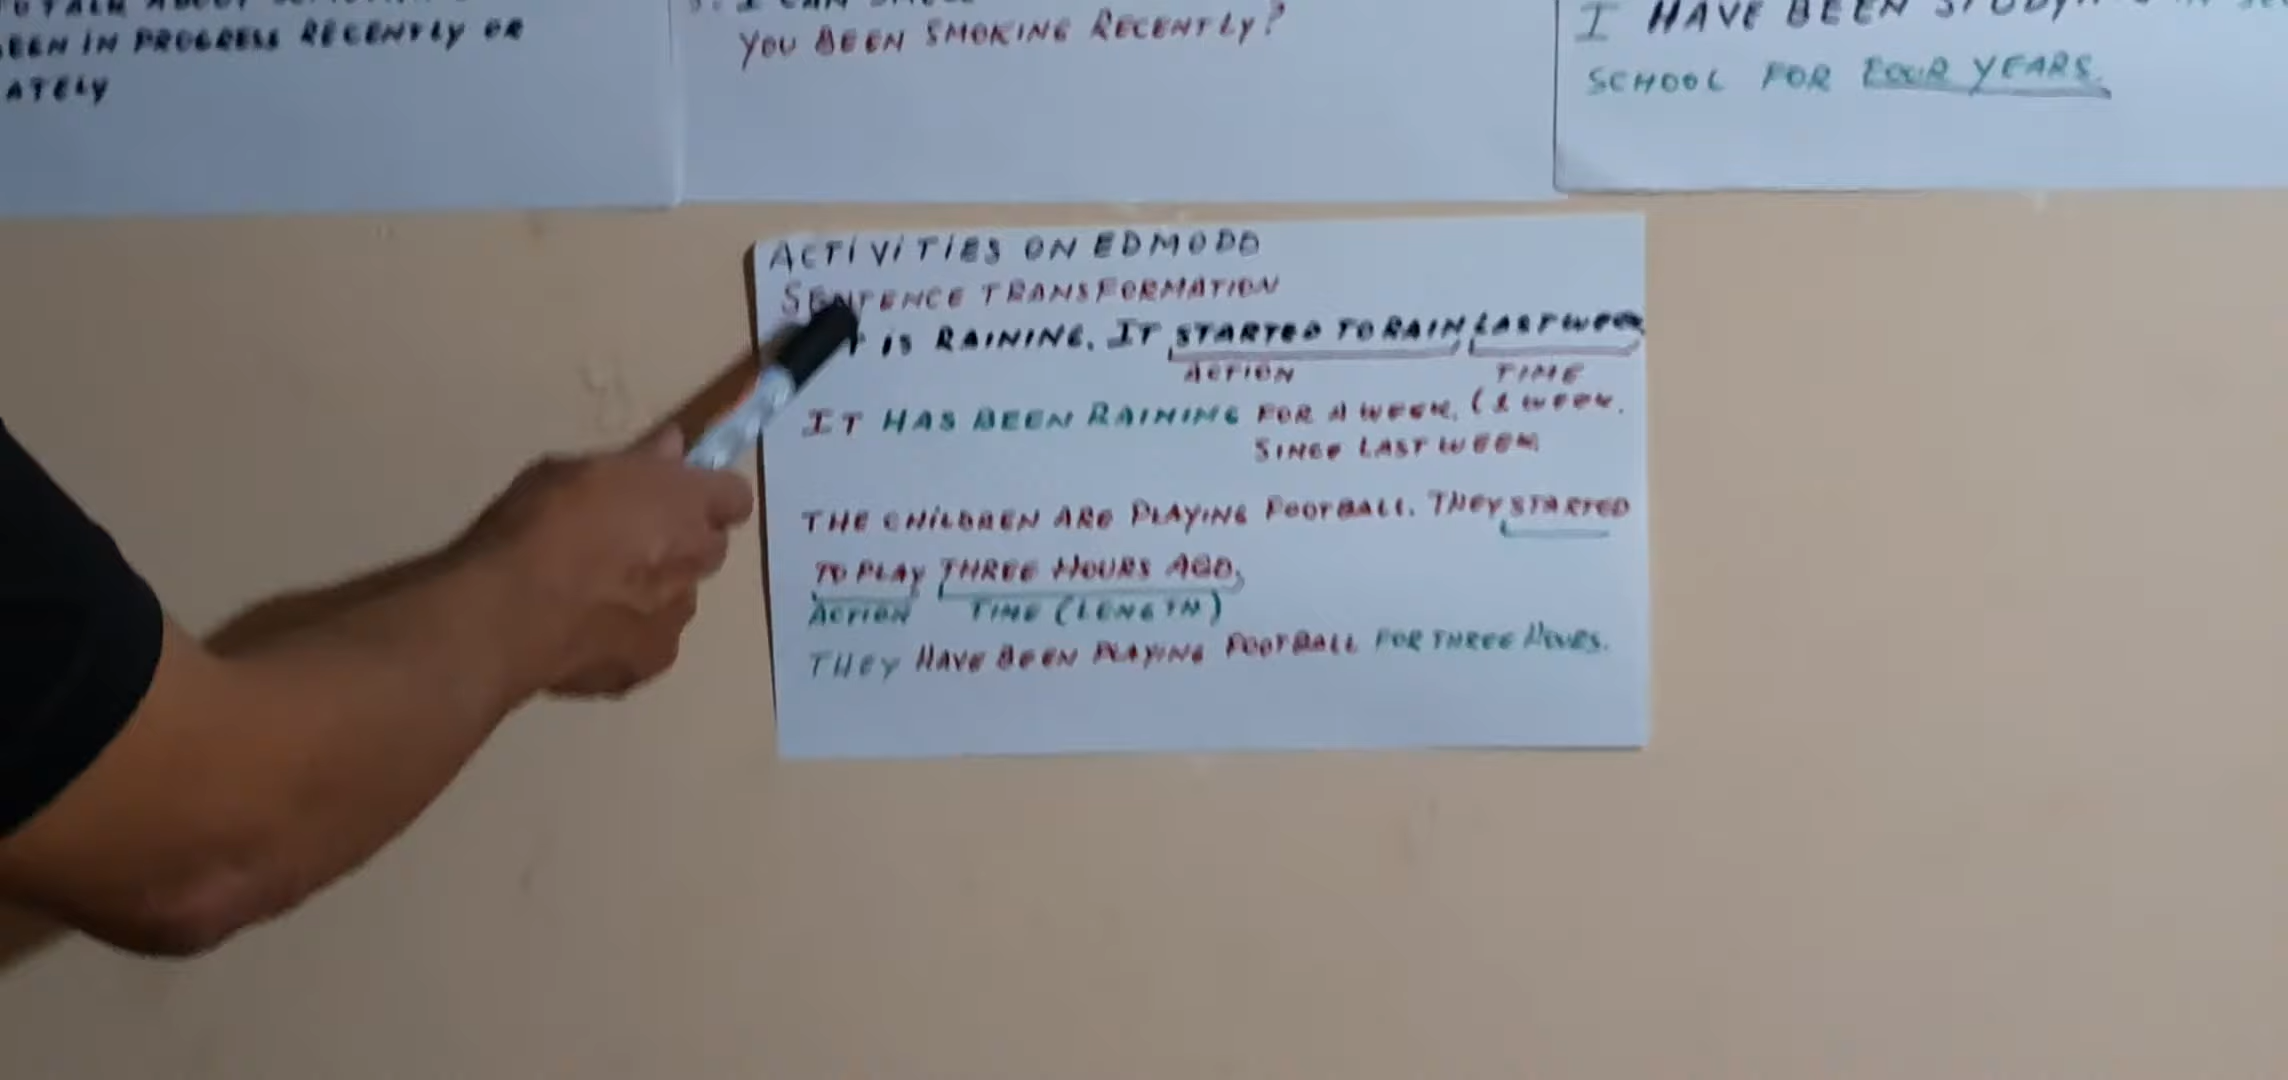 IN PROGRESS RECENTLY OR
YOU BEEN SMOKING RECENTLY?
I HAVE BEEN
SCHOOL FOR FOUR YEARS.
ACTIVITIES ON EDMODO
SENTENCE TRANSFORMATION
IS RAINING. IT STARTED TO RAIN LAST WEEK
ACTION TIME
IT HAS BEEN RAINING FOR A WEEK. (1 WEEK.
SINCE LAST WEEK
THE CHILDREN ARE PLAYING FOOTBALL. THEY STARTED
TO PLAY THREE HOURS AGO.
ACTION TIME (LENGTH)
THEY HAVE BEEN PLAYING FOOTBALL FOR THREE HOURS.